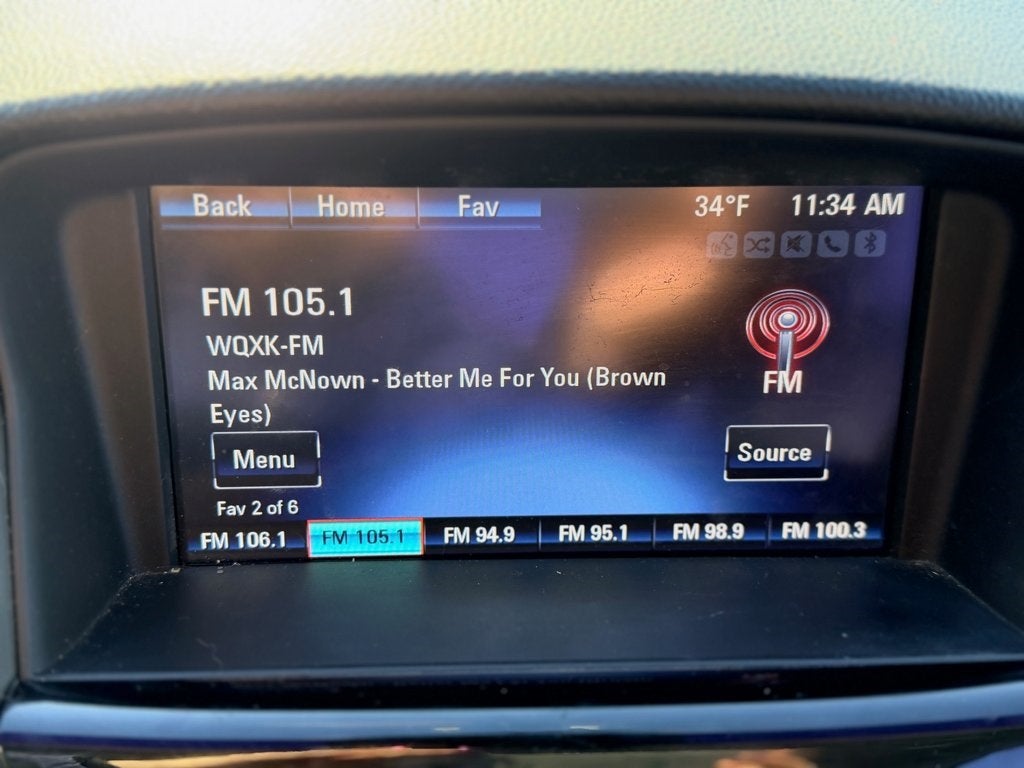 Back Home Fav 34°F 11:34 AM
FM 105.1
WQXK-FM
Max McNown - Better Me For You (Brown
Eyes)
FM
Menu
Source
Fav 2 of 6
FM 106.1 FM 105.1 FM 94.9 FM 95.1 FM 98.9 FM 100.3